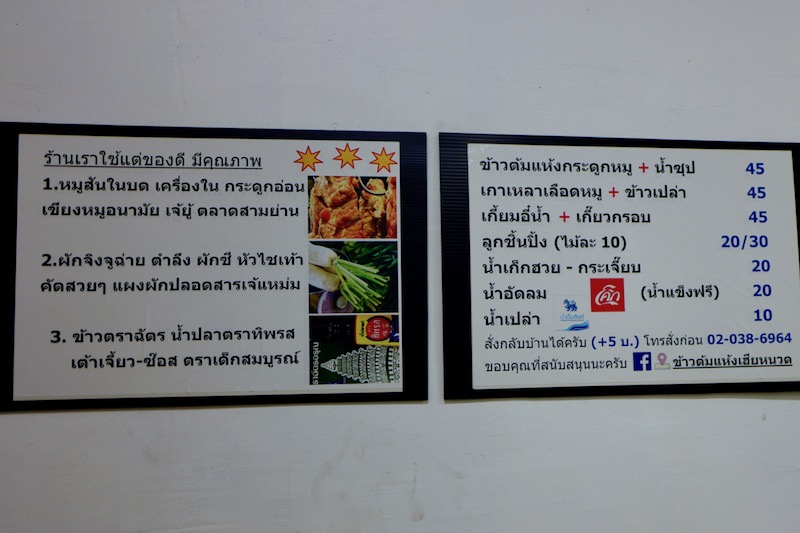 ร้านเราใช้แต่ของดี มีคุณภาพ
1.หมูสันในบด เครื่องใน กระดูกอ่อน
เขียงหมูอนามัย เจ้ยู้ ตลาดสามย่าน
2.ผักจิงจูฉ่าย ตำลึง ผักชี หัวไชเท้า
คัดสวยๆ แผงผักปลอดสารเจ้แหม่ม
3. ข้าวตราฉัตร น้ำปลาตราทิพรส
เต้าเจี้ยว-ซ๊อส ตราเด็กสมบูรณ์
ข้าวต้มแห้งกระดูกหมู + น้ำซุป 45
เกาเหลาเลือดหมู + ข้าวเปล่า 45
เกี้ยมอี๋น้ำ + เกี๊ยวกรอบ 45
ลูกชิ้นปิ้ง (ไม้ละ 10) 20/30
น้ำเก็กฮวย - กระเจี๊ยบ 20
น้ำอัดลม โค้ก (น้ำแข็งฟรี) 20
น้ำเปล่า 10
สั่งกลับบ้านได้ครับ (+5 บ.) โทรสั่งก่อน 02-038-6964
ขอบคุณที่สนับสนุนนะครับ f ข้าวต้มแห้งเฮียหนวด